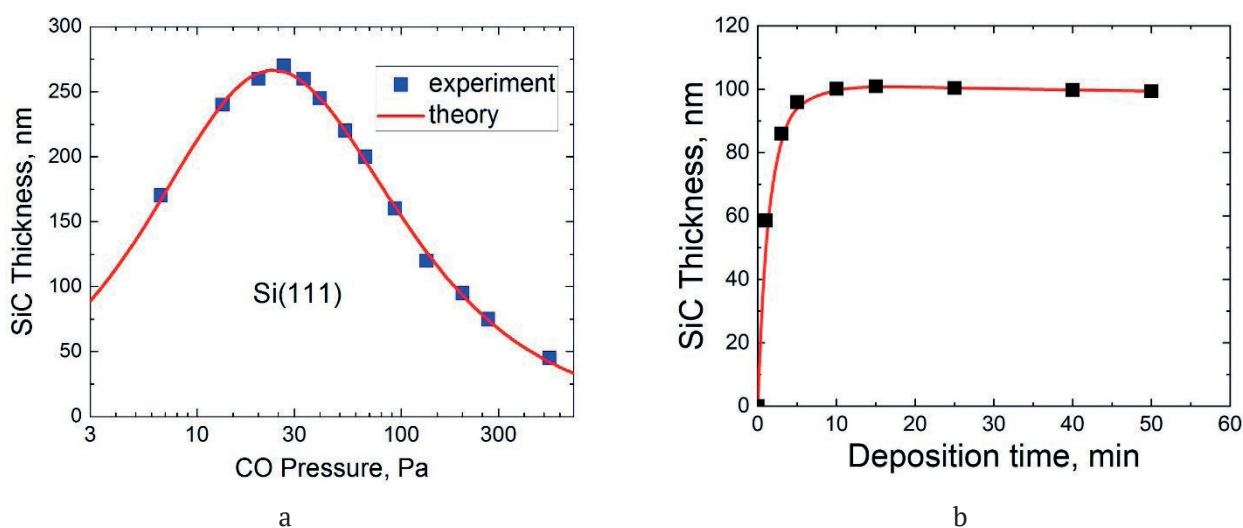 300
250
200
150
100
50
0
SiC Thickness, nm
experiment
theory
Si(111)
3 10 30 100 300
CO Pressure, Pa
a
120
100
80
60
40
20
0
SiC Thickness, nm
0 10 20 30 40 50 60
Deposition time, min
b